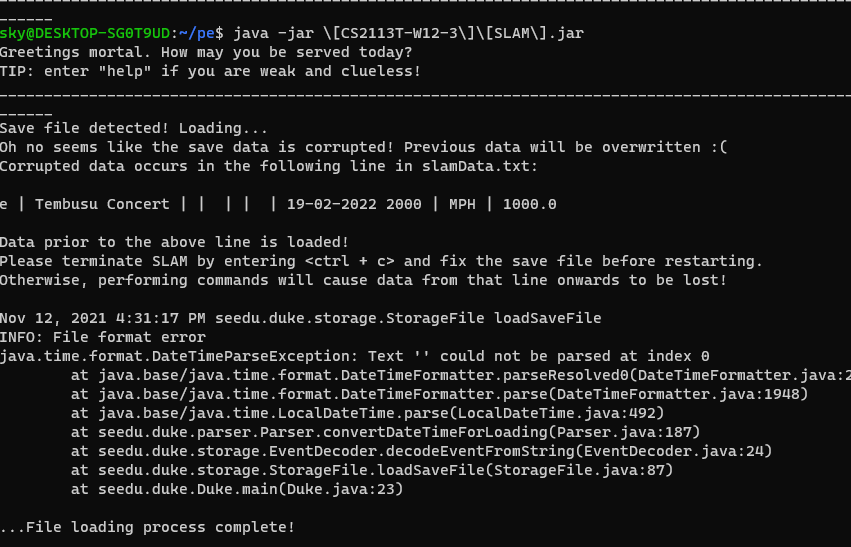 ------
sky@DESKTOP-SG0T9UD:~/pe$ java -jar \[CS2113T-W12-3\]\[SLAM\].jar
Greetings mortal. How may you be served today?
TIP: enter "help" if you are weak and clueless!
------
Save file detected! Loading...
Oh no seems like the save data is corrupted! Previous data will be overwritten :(
Corrupted data occurs in the following line in slamData.txt:
e | Tembusu Concert | |  | |  | 19-02-2022 2000 | MPH | 1000.0
Data prior to the above line is loaded!
Please terminate SLAM by entering <ctrl + c> and fix the save file before restarting.
Otherwise, performing commands will cause data from that line onwards to be lost!
Nov 12, 2021 4:31:17 PM seedu.duke.storage.StorageFile loadSaveFile
INFO: File format error
java.time.format.DateTimeParseException: Text '' could not be parsed at index 0
at java.base/java.time.format.DateTimeFormatter.parseResolved0(DateTimeFormatter.java:2
at java.base/java.time.format.DateTimeFormatter.parse(DateTimeFormatter.java:1948)
at java.base/java.time.LocalDateTime.parse(LocalDateTime.java:492)
at seedu.duke.parser.Parser.convertDateTimeForLoading(Parser.java:187)
at seedu.duke.storage.EventDecoder.decodeEventFromString(EventDecoder.java:24)
at seedu.duke.storage.StorageFile.loadSaveFile(StorageFile.java:87)
at seedu.duke.Duke.main(Duke.java:23)
...File loading process complete!